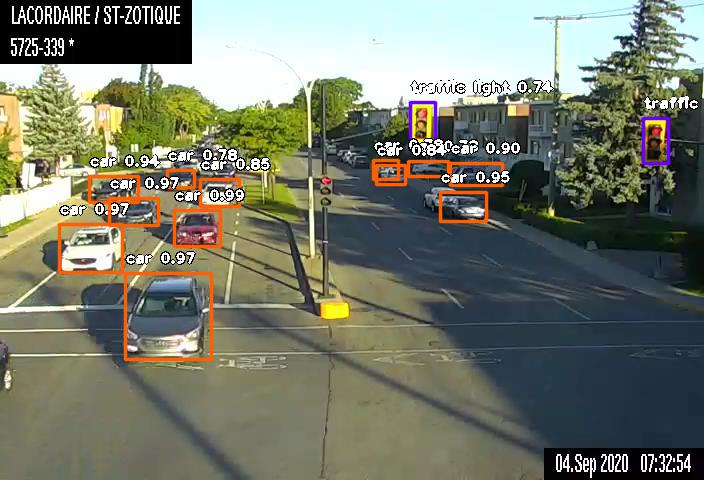 LACORDAIRE / ST-ZOTIQUE
5725-339 *
traffic light 0.74
traffic
car 0.94
car 0.78
car 0.85
car 0.84
car 0.90
car 0.97
car 0.99
car 0.95
car 0.97
car 0.97
04.Sep 2020 07:32:54